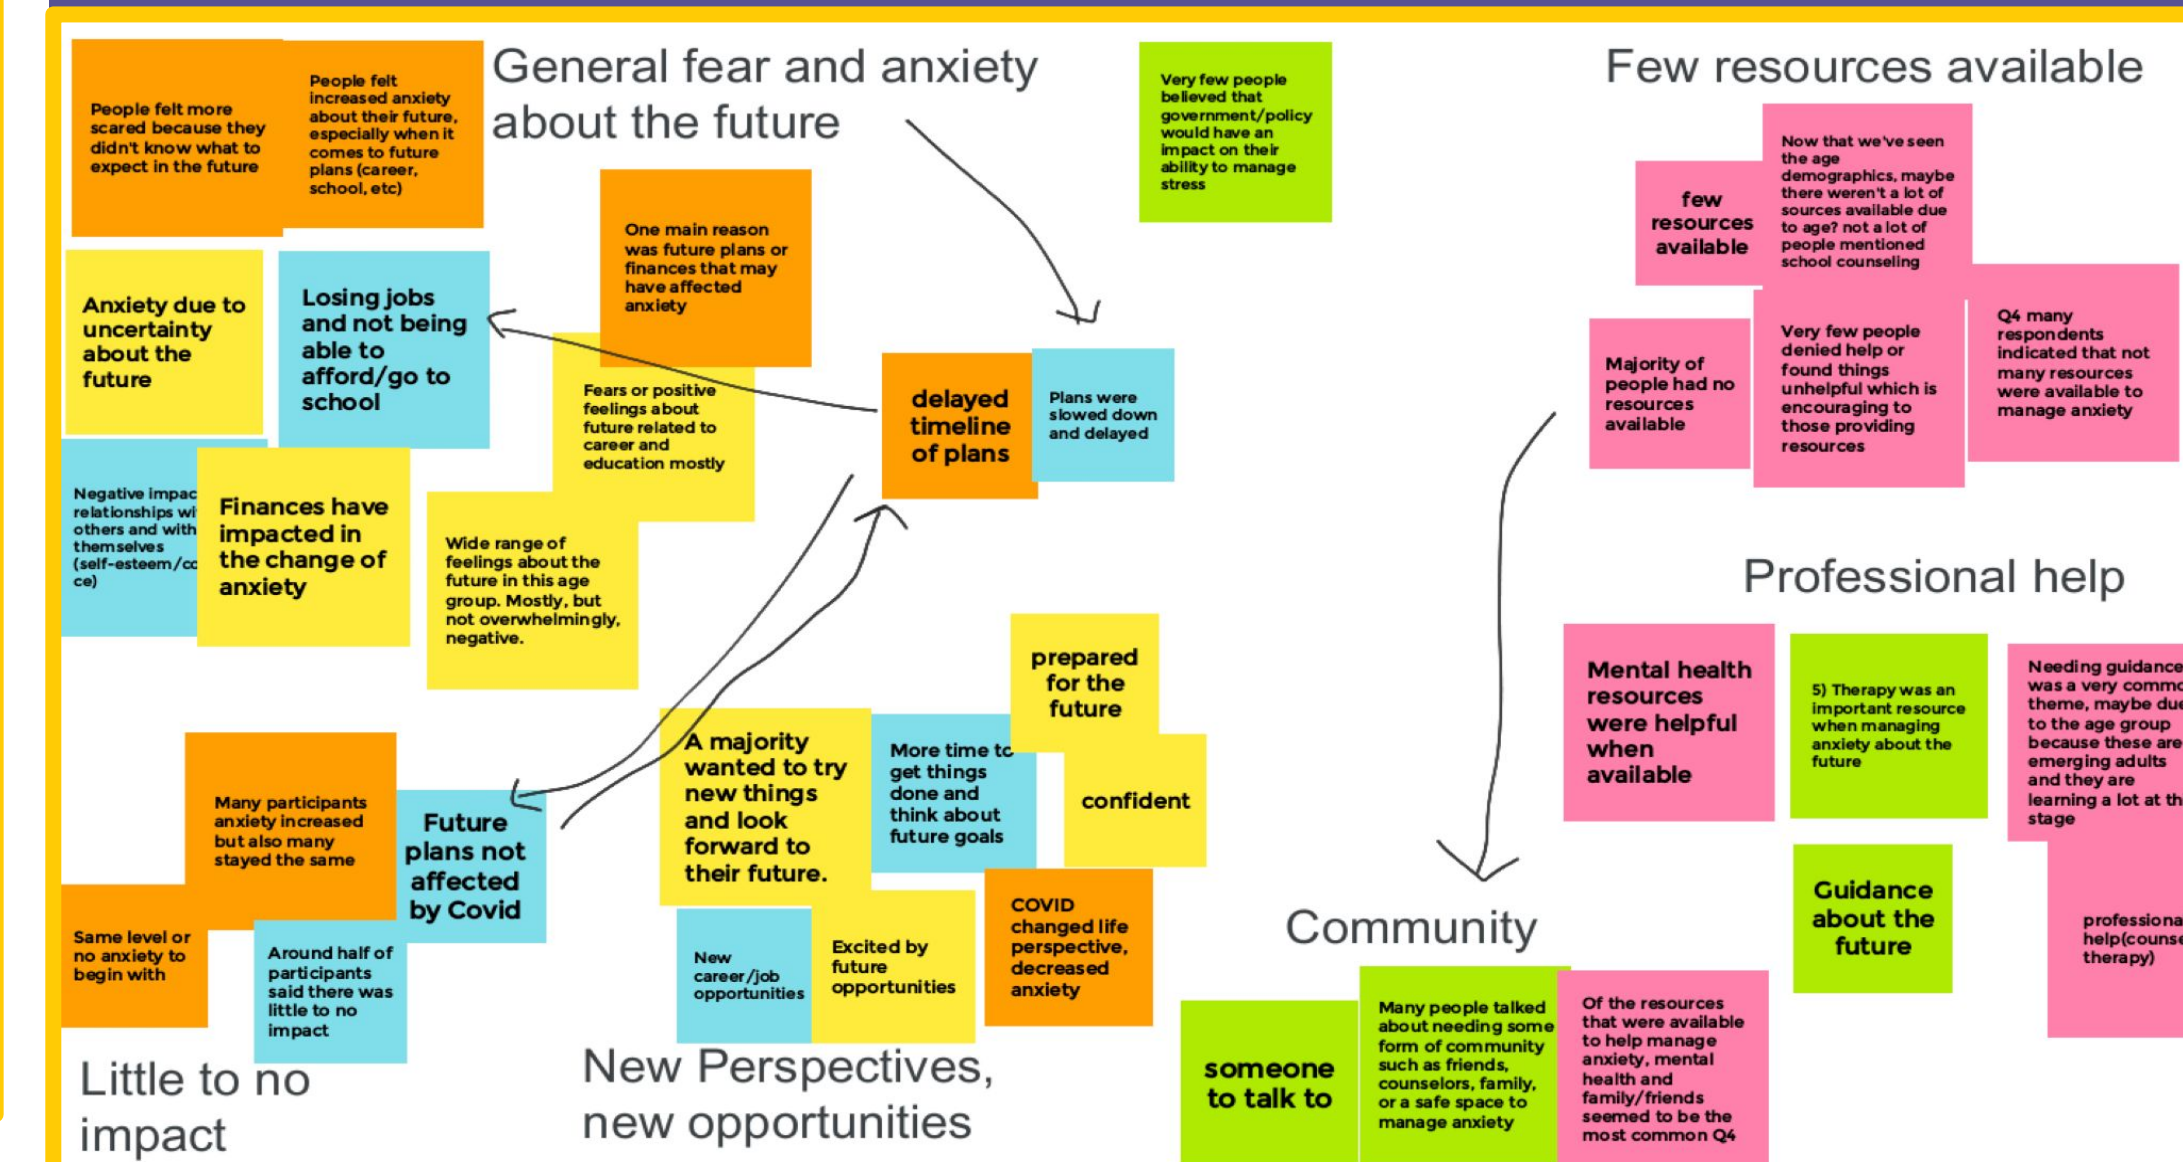 General fear and anxiety
about the future
People felt more
scared because they
didn't know what to
expect in the future
People felt
increased anxiety
about their future,
especially when it
comes to future
plans (career,
school, etc)
One main reason
was future plans or
finances that may
have affected
anxiety
Anxiety due to
uncertainty
about the
future
Losing jobs
and not being
able to
afford/go to
school
Fears or positive
feelings about
future related to
career and
education mostly
Negative
relationships
others and with
themselves
(self-esteem/
Finances have
impacted in
the change of
anxiety
Wide range of
feelings about the
future in this age
group. Mostly, but
not overwhelmingly,
negative.
delayed
timeline
of plans
Plans were
slowed down
and delayed
Very few people
believed that
government/policy
would have an
impact on their
ability to manage
stress
Few resources available
few
resources
available
Now that we've seen
the age
demographics, maybe
there weren't a lot of
sources available due
to age? not a lot of
people mentioned
school counseling
Majority of
people had no
resources
available
Very few people
denied help or
found things
unhelpful which is
encouraging to
those providing
resources
Q4 many
respondents
indicated that not
many resources
were available to
manage anxiety
Professional help
Mental health
resources
were helpful
when
available
5) Therapy was an
important resource
when managing
anxiety about the
future
Needing guidance
was a very
theme, maybe due
to the age group
because these are
emerging adults
and they are
learning a lot at
stage
Guidance
about the
future
therapy)
Many participants
anxiety increased
but also many
stayed the same
Future
plans not
affected
by Covid
Same level or
no anxiety to
begin with
Around half of
participants
said there was
little to no
impact
Little to no
impact
A majority
wanted to try
new things
and look
forward to
their future.
More time to
get things
done and
think about
future goals
prepared
for the
future
confident
New
career/job
opportunities
Excited by
future
opportunities
COVID
changed life
perspective,
decreased
anxiety
New Perspectives,
new opportunities
Community
someone
to talk to
Many people talked
about needing some
form of community
such as friends,
counselors, family,
or a safe space to
manage anxiety
Of the resources
that were available
to help manage
anxiety, mental
health and
family/friends
seemed to be the
most common Q4